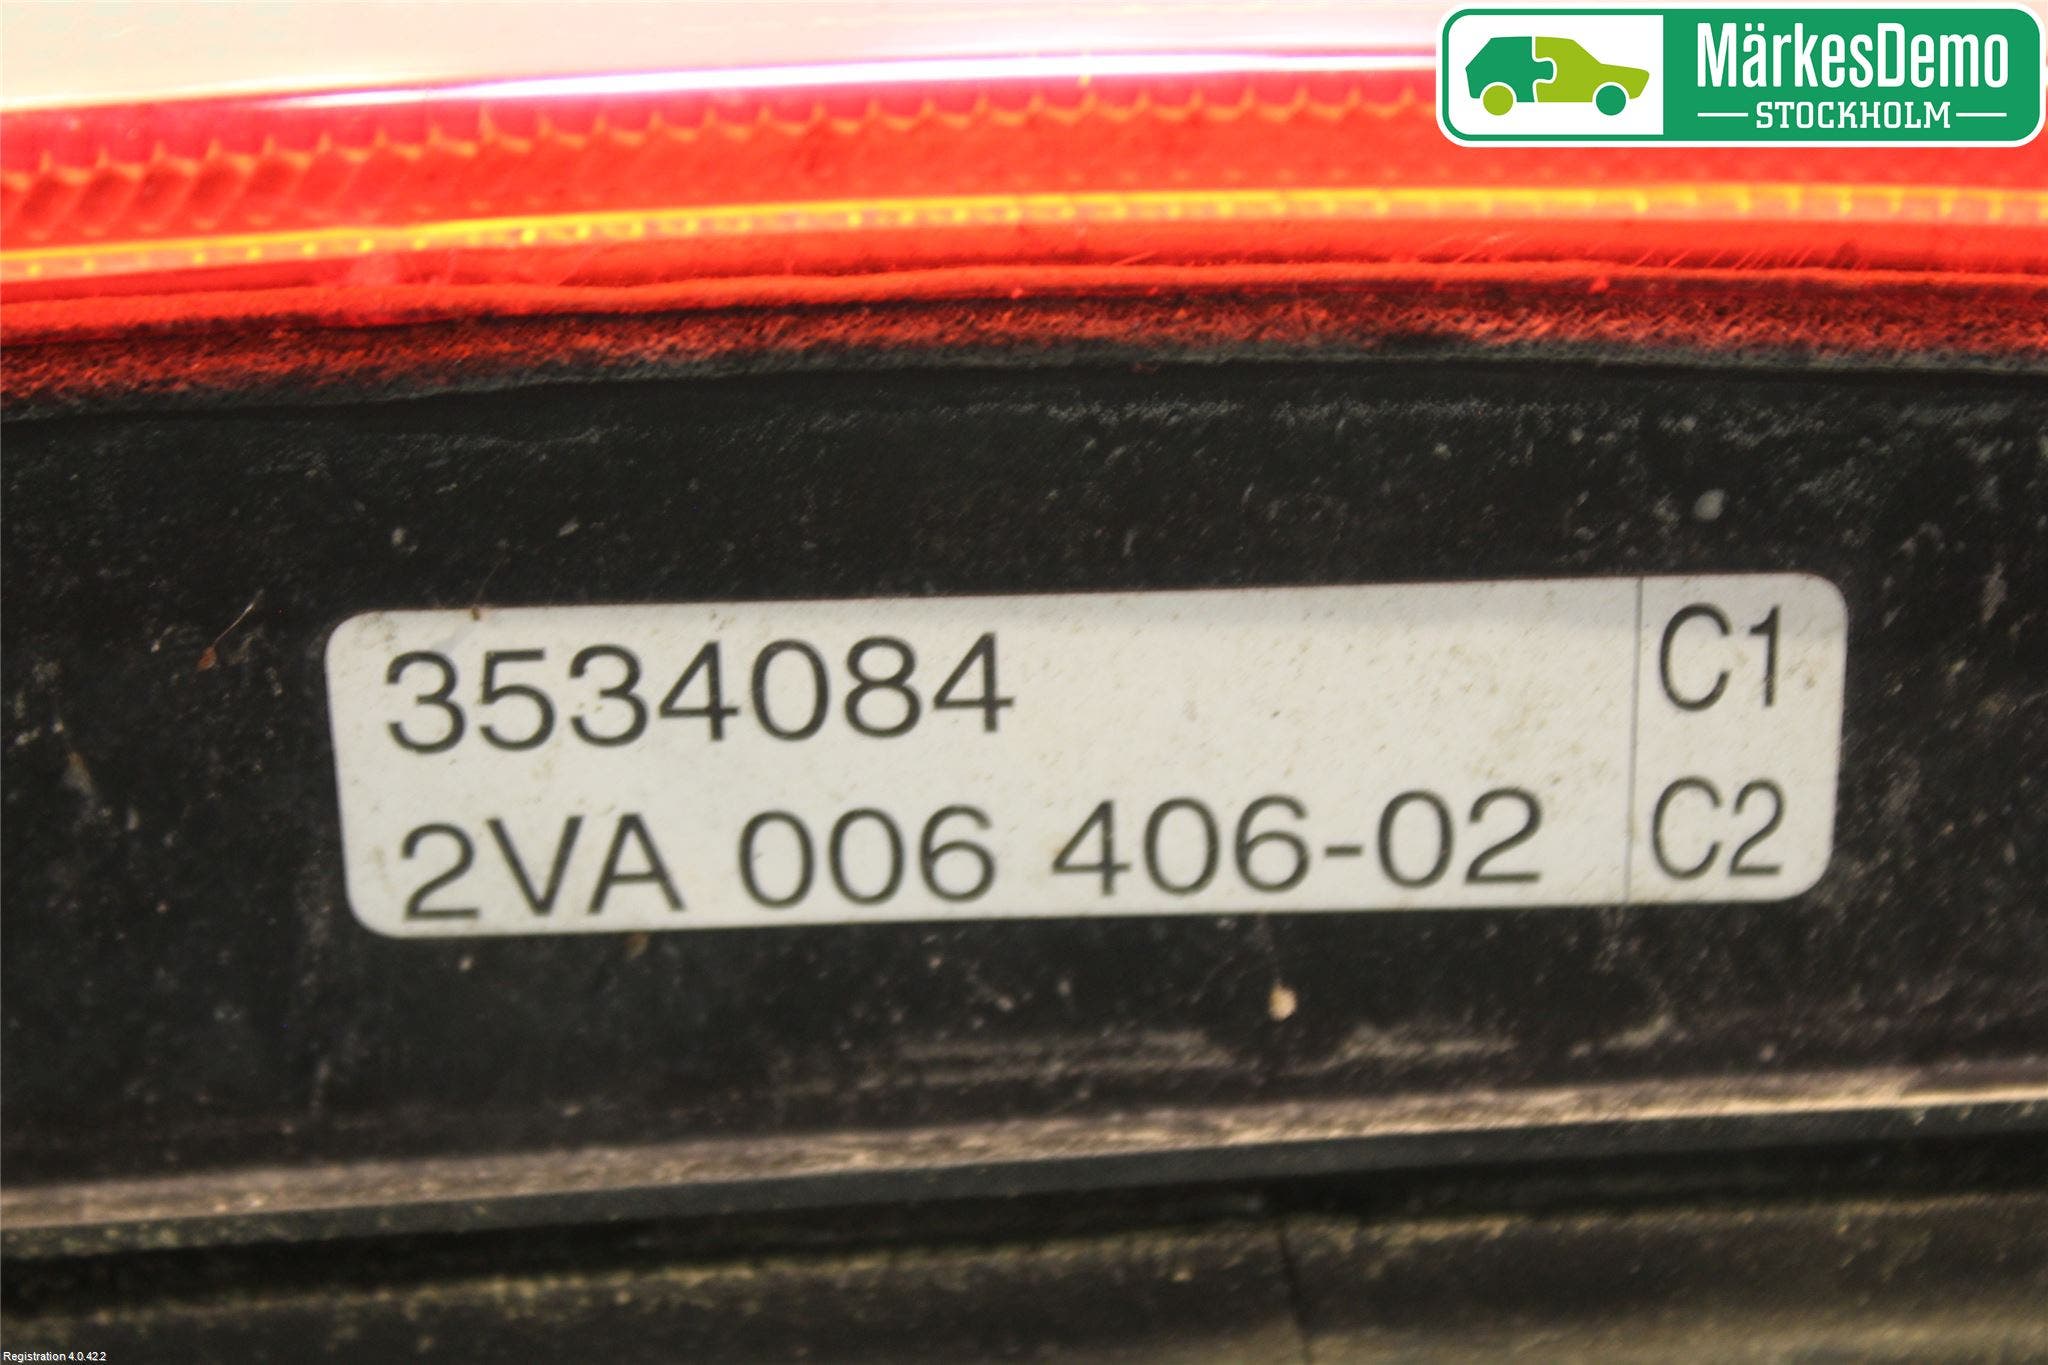 MärkesDemo
STOCKHOLM
3534084
C1
2VA 006 406-02
C2
Registration 4.0.42.2